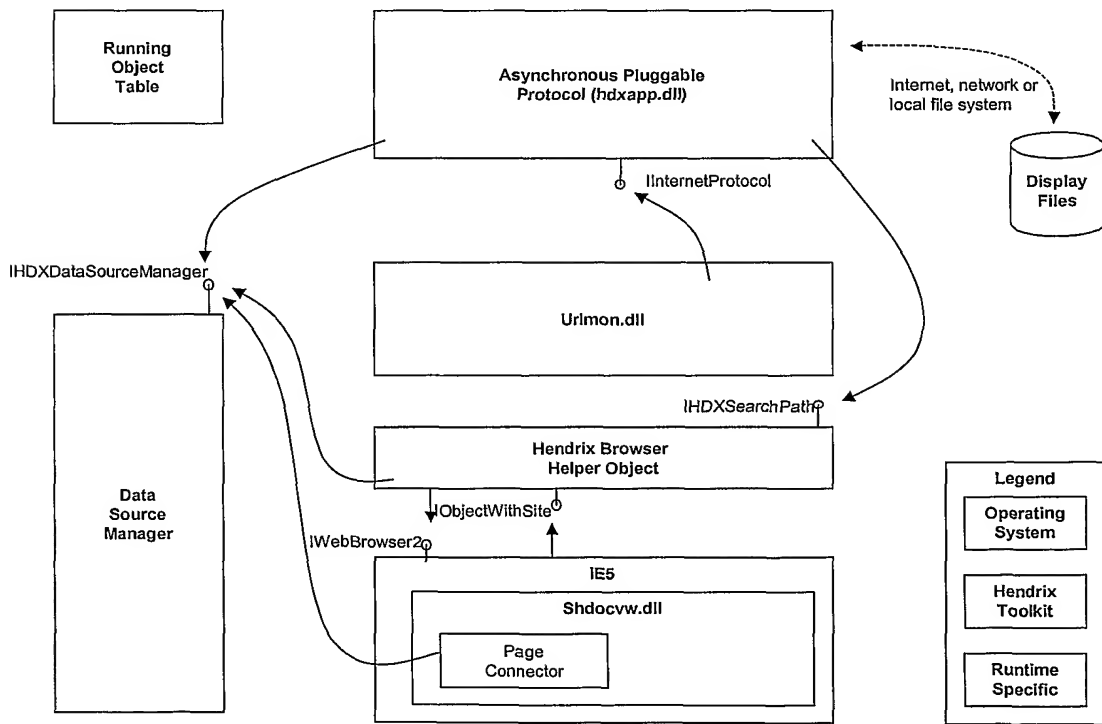 Running
Object
Table
Asynchronous Pluggable
Protocol (hdxapp.dll)
Internet, network or
local file system
Display
Files
IInternetProtocol
IHDXDataSourceManager
Urlmon.dll
IHDXSearchPath
Hendrix Browser
Helper Object
Data
Source
Manager
IObjectWithSite
IWebBrowser2
IE5
Shdocvw.dll
Page
Connector
Legend
Operating
System
Hendrix
Toolkit
Runtime
Specific